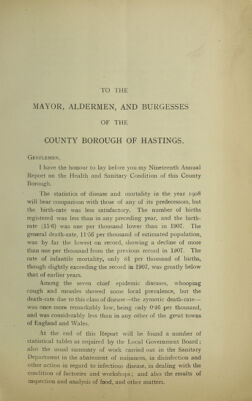 TO THE
MAYOR, ALDERMEN, AND BURGESSES
OF THE
COUNTY BOROUGH OF HASTINGS.
GENTLEMEN,
I have the honour to lay before you my Nineteenth Annual
Report on the Health and Sanitary Condition of this County
Borough.
The statistics of disease and mortality in the year 1908
will bear comparison with those of any of its predecessors, but
the birth-rate was less satisfactory. The number of births
registered was less than in any preceding year, and the birth-
rate (15·6) was one per thousand lower than in 1907. The
general death-rate, 11·56 per thousand of estimated population,
was by far the lowest on record, showing a decline of more
than one per thousand from the previous record in 1907. The
rate of infantile mortality, only 84 per thousand of births,
though slightly exceeding the record in 1907, was greatly below
that of earlier years.
Among the seven chief epidemic diseases, whooping
cough and measles showed some local prevalence, but the
death-rate due to this class of disease—the zymotic death-rate—
was once more remarkably low, being only 0·46 per thousand,
and was considerably less than in any other of the great towns
of England and Wales.
At the end of this Report will be found a number of
statistical tables as required by the Local Government Board;
also the usual summary of work carried out in the Sanitary
Department in the abatement of nuisances, in disinfection and
other action in regard to infectious disease, in dealing with the
condition of factories and workshops; and also the results of
inspection and analysis of food, and other matters.